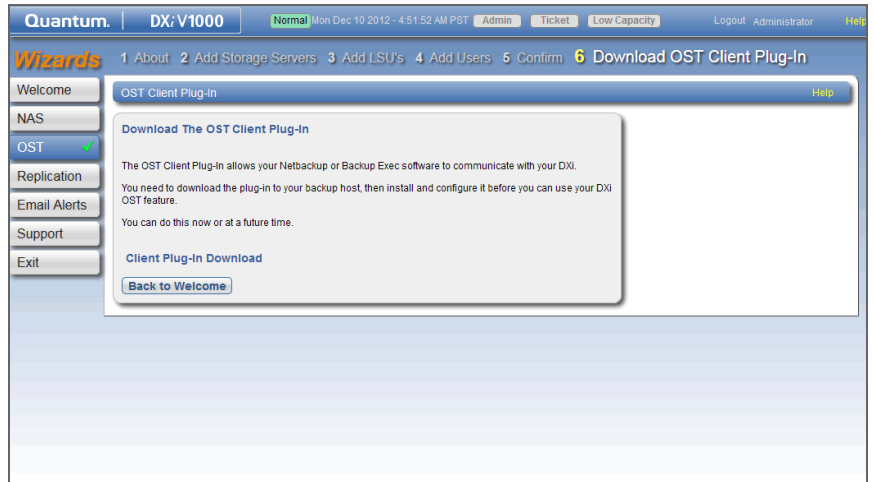 Quantum. DXi V1000 Normal Mon Dec 10 2012 - 4:51:52 AM PST Admin Ticket Low Capacity Logout Administrator Help
Wizards 1 About 2 Add Storage Servers 3 Add LSU's 4 Add Users 5 Confirm 6 Download OST Client Plug-In
Welcome
NAS
OST
Replication
Email Alerts
Support
Exit
OST Client Plug-In Help
Download The OST Client Plug-In
The OST Client Plug-In allows your Netbackup or Backup Exec software to communicate with your DXi.
You need to download the plug-in to your backup host, then install and configure it before you can use your DXi
OST feature.
You can do this now or at a future time.
Client Plug-In Download
Back to Welcome